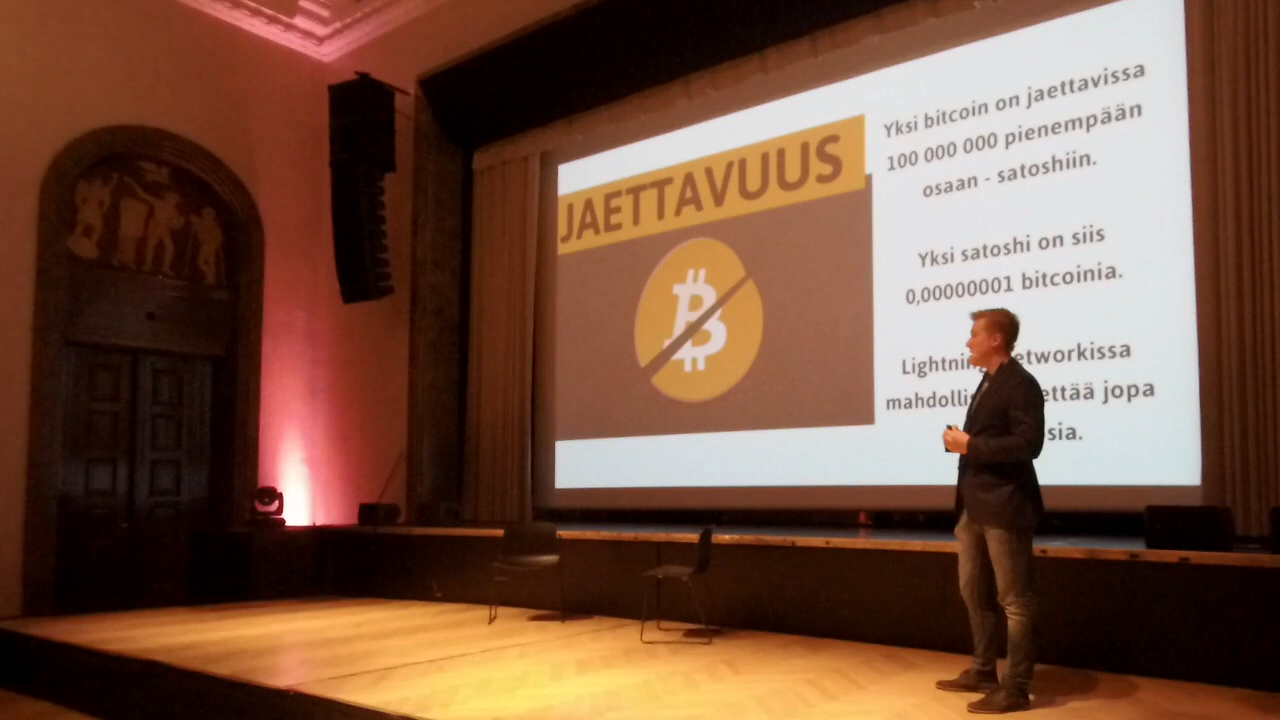 JAETTAVUUS
Yksi bitcoin on jaettavissa
100 000 000 pienempään
osaan - satoshiin.
Yksi satoshi on siis
0,00000001 bitcoinia.
jopa